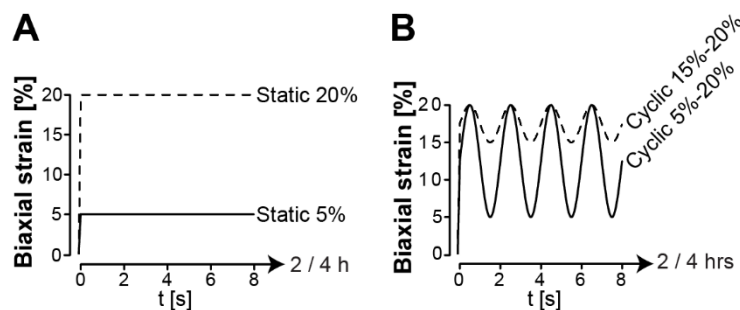 A
Biaxial strain [%]
20
15
10
5
0
Static 20%
Static 5%
0 2 4 6 8
2 / 4 h
t [s]
B
Biaxial strain [%]
20
15
10
5
0
Cyclic 15%-20%
Cyclic 5%-20%
0 2 4 6 8
2 / 4 hrs
t [s]